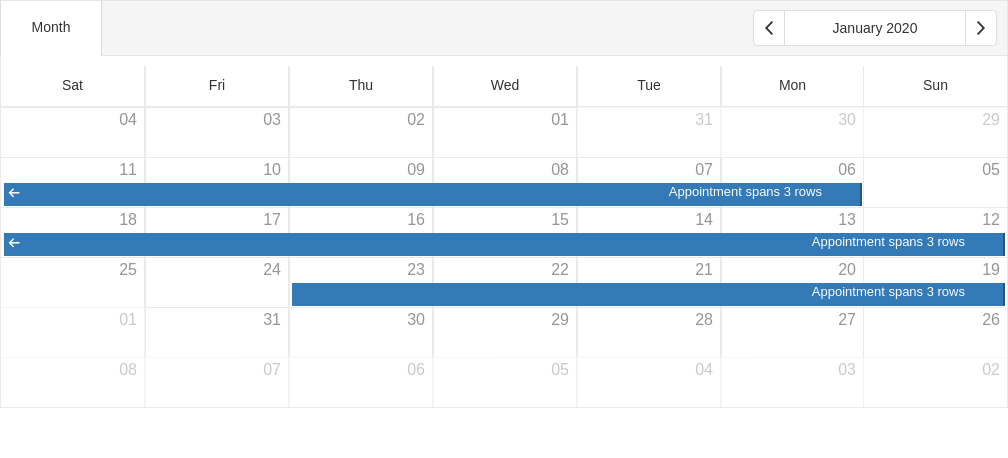 Month January 2020
Sat Fri Thu Wed Tue Mon Sun
04 03 02 01 31 30 29
11 10 09 08 07 06 05
Appointment spans 3 rows
18 17 16 15 14 13 12
Appointment spans 3 rows
25 24 23 22 21 20 19
Appointment spans 3 rows
01 31 30 29 28 27 26
08 07 06 05 04 03 02